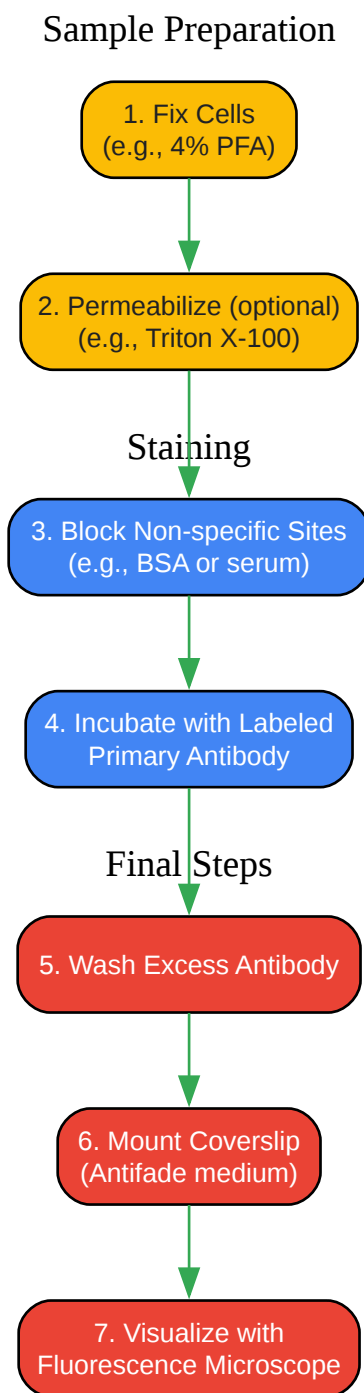 Sample Preparation
1. Fix Cells
(e.g., 4% PFA)
2. Permeabilize (optional)
(e.g., Triton X-100)
Staining
3. Block Non-specific Sites
(e.g., BSA or serum)
4. Incubate with Labeled
Primary Antibody
Final Steps
5. Wash Excess Antibody
6. Mount Coverslip
(Antifade medium)
7. Visualize with
Fluorescence Microscope